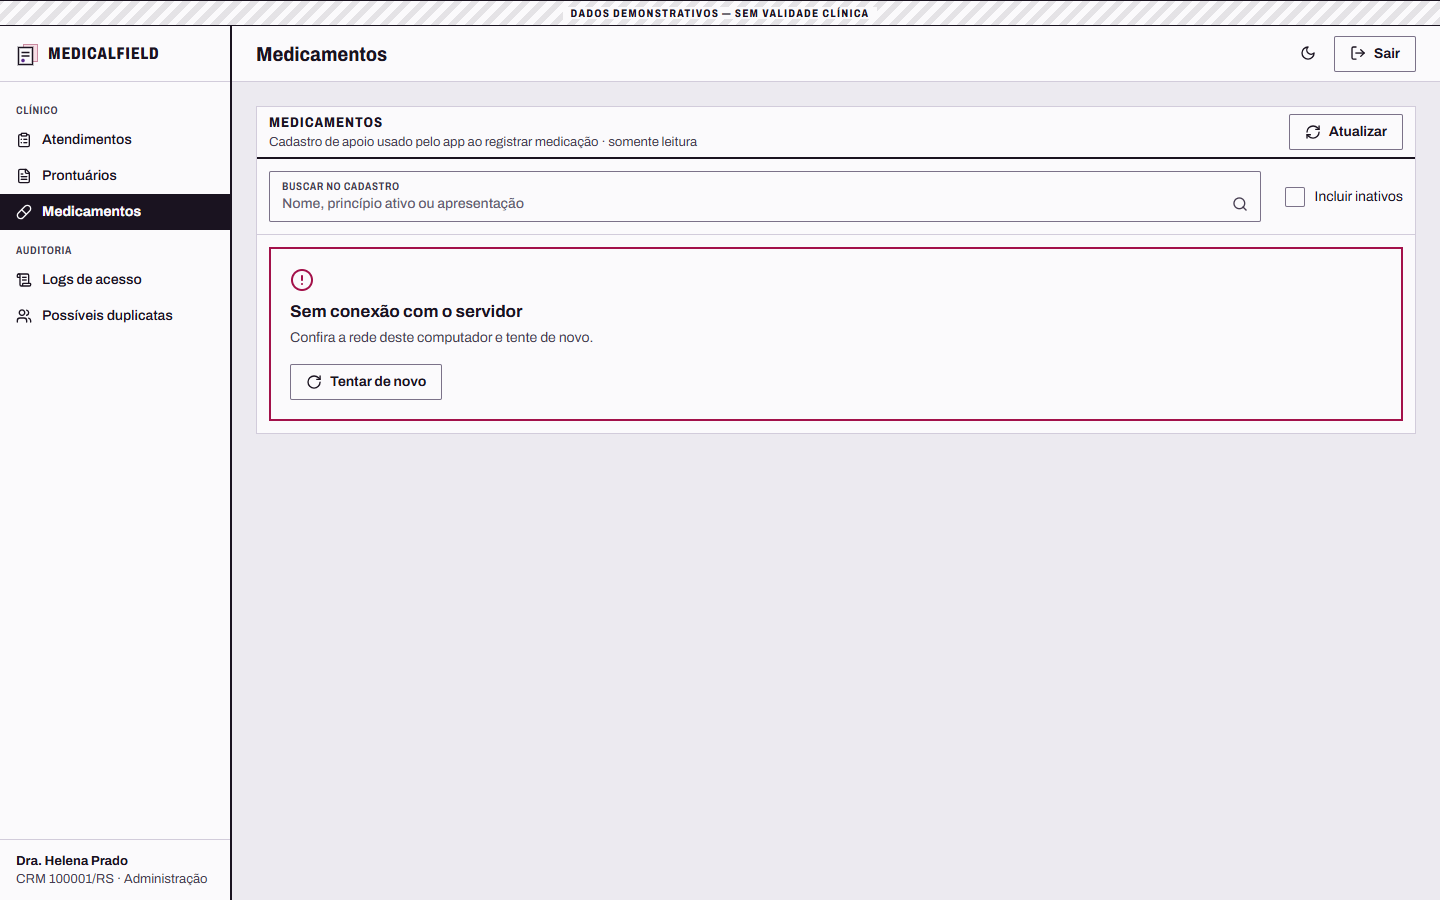 DADOS DEMONSTRATIVOS — SEM VALIDADE CLÍNICA
MEDICALFIELD
Medicamentos
Sair
CLÍNICO
Atendimentos
Prontuários
Medicamentos
AUDITORIA
Logs de acesso
Possíveis duplicatas
MEDICAMENTOS
Cadastro de apoio usado pelo app ao registrar medicação · somente leitura
Atualizar
BUSCAR NO CADASTRO
Nome, princípio ativo ou apresentação
Incluir inativos
Sem conexão com o servidor
Confira a rede deste computador e tente de novo.
Tentar de novo
Dra. Helena Prado
CRM 100001/RS · Administração